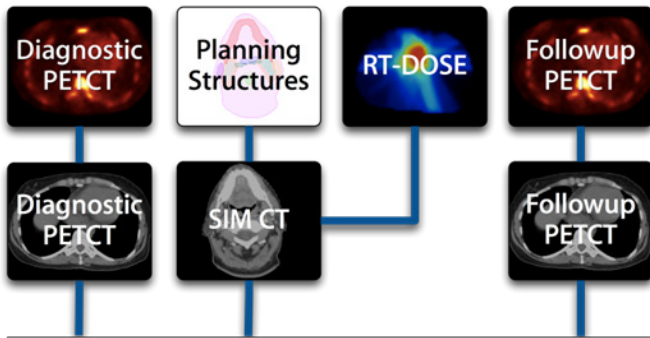 Diagnostic
PETCT
Planning
Structures
RT-DOSE
Followup
PETCT
Diagnostic
PETCT
SIM CT
Followup
PETCT